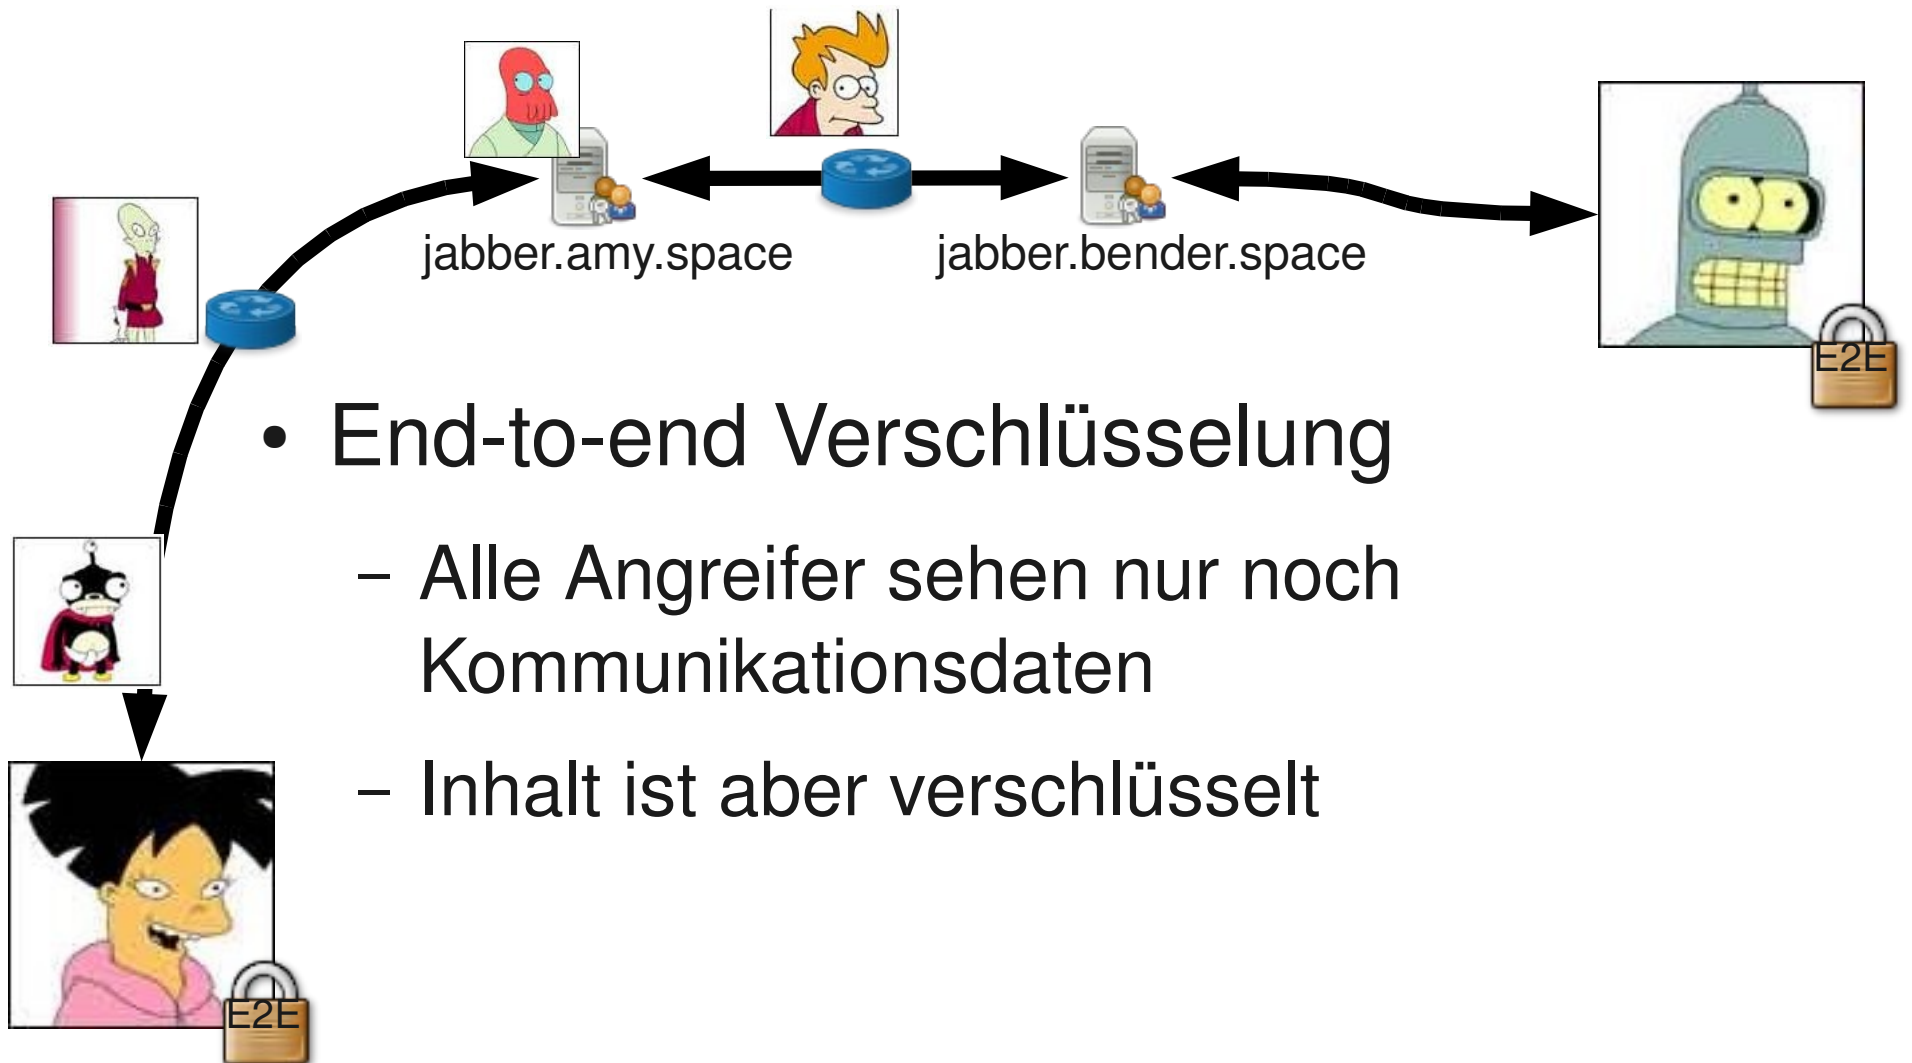 jabber.amy.space
jabber.bender.space
E2E
• End-to-end Verschlüsselung
– Alle Angreifer sehen nur noch
Kommunikationsdaten
– Inhalt ist aber verschlüsselt
E2E